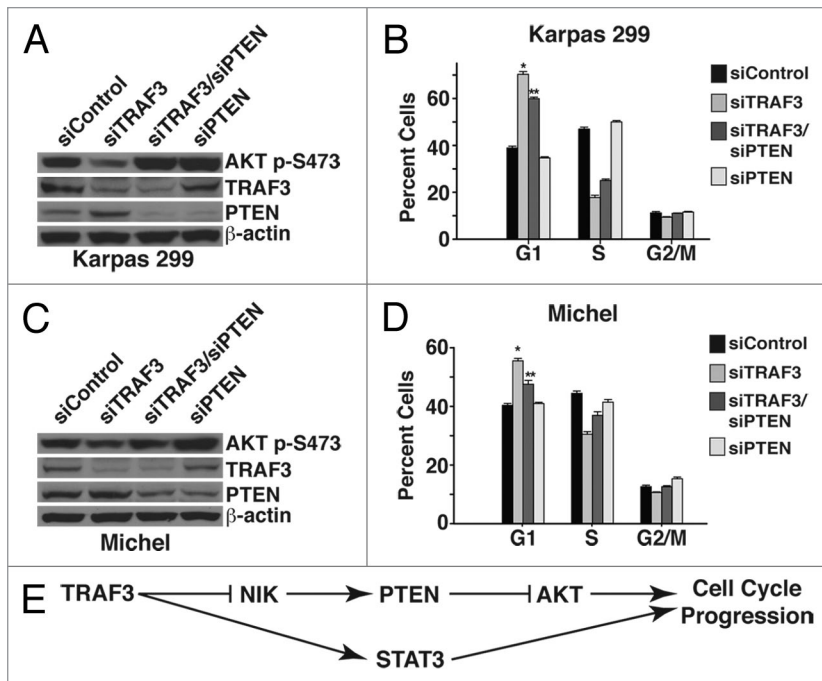 A
siControl
siTRAF3
siTRAF3/siPTEN
siPTEN
AKT p-S473
TRAF3
PTEN
β-actin
Karpas 299
B
Karpas 299
Percent Cells
60
40
20
0
*
**
G1
S
G2/M
siControl
siTRAF3
siTRAF3/
siPTEN
siPTEN
C
siControl
siTRAF3
siTRAF3/siPTEN
siPTEN
AKT p-S473
TRAF3
PTEN
β-actin
Michel
D
Michel
Percent Cells
60
40
20
0
*
**
G1
S
G2/M
siControl
siTRAF3
siTRAF3/
siPTEN
siPTEN
E
TRAF3
NIK
PTEN
AKT
Cell Cycle
Progression
STAT3